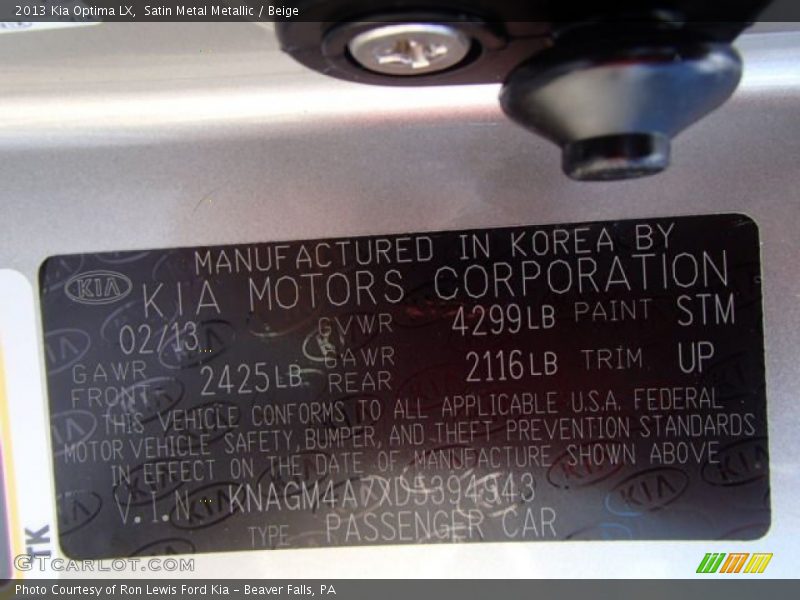 2013 Kia Optima LX, Satin Metal Metallic / Beige
MANUFACTURED IN KOREA BY
KIA
KIA MOTORS CORPORATION
02/13 GVWR 4299LB PAINT STM
GAWR FRONT 2425LB GAWR REAR 2116LB TRIM UP
THIS VEHICLE CONFORMS TO ALL APPLICABLE U.S.A. FEDERAL
MOTOR VEHICLE SAFETY, BUMPER, AND THEFT PREVENTION STANDARDS
IN EFFECT ON THE DATE OF MANUFACTURE SHOWN ABOVE
V.I.N. KNAGM4A7XD5394943
TYPE PASSENGER CAR
TK
GTCARLOT.COM
Photo Courtesy of Ron Lewis Ford Kia - Beaver Falls, PA